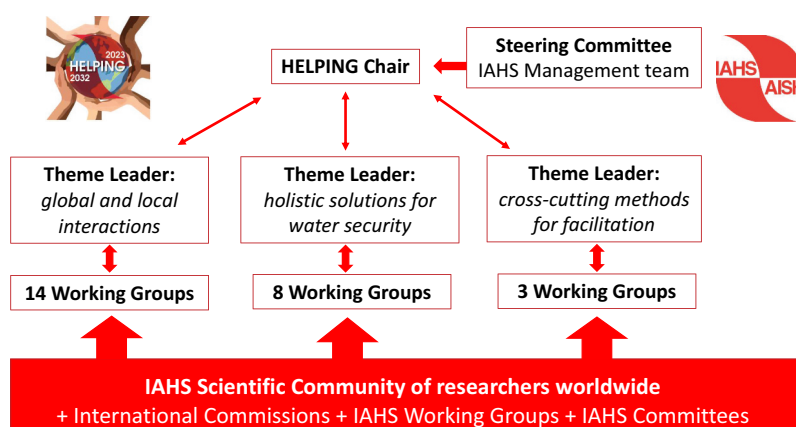 2023
HELPING
2032
HELPING Chair
Steering Committee
IAHS Management team
IAHS
AISH
Theme Leader:
global and local
interactions
Theme Leader:
holistic solutions for
water security
Theme Leader:
cross-cutting methods
for facilitation
14 Working Groups
8 Working Groups
3 Working Groups
IAHS Scientific Community of researchers worldwide
+ International Commissions + IAHS Working Groups + IAHS Committees